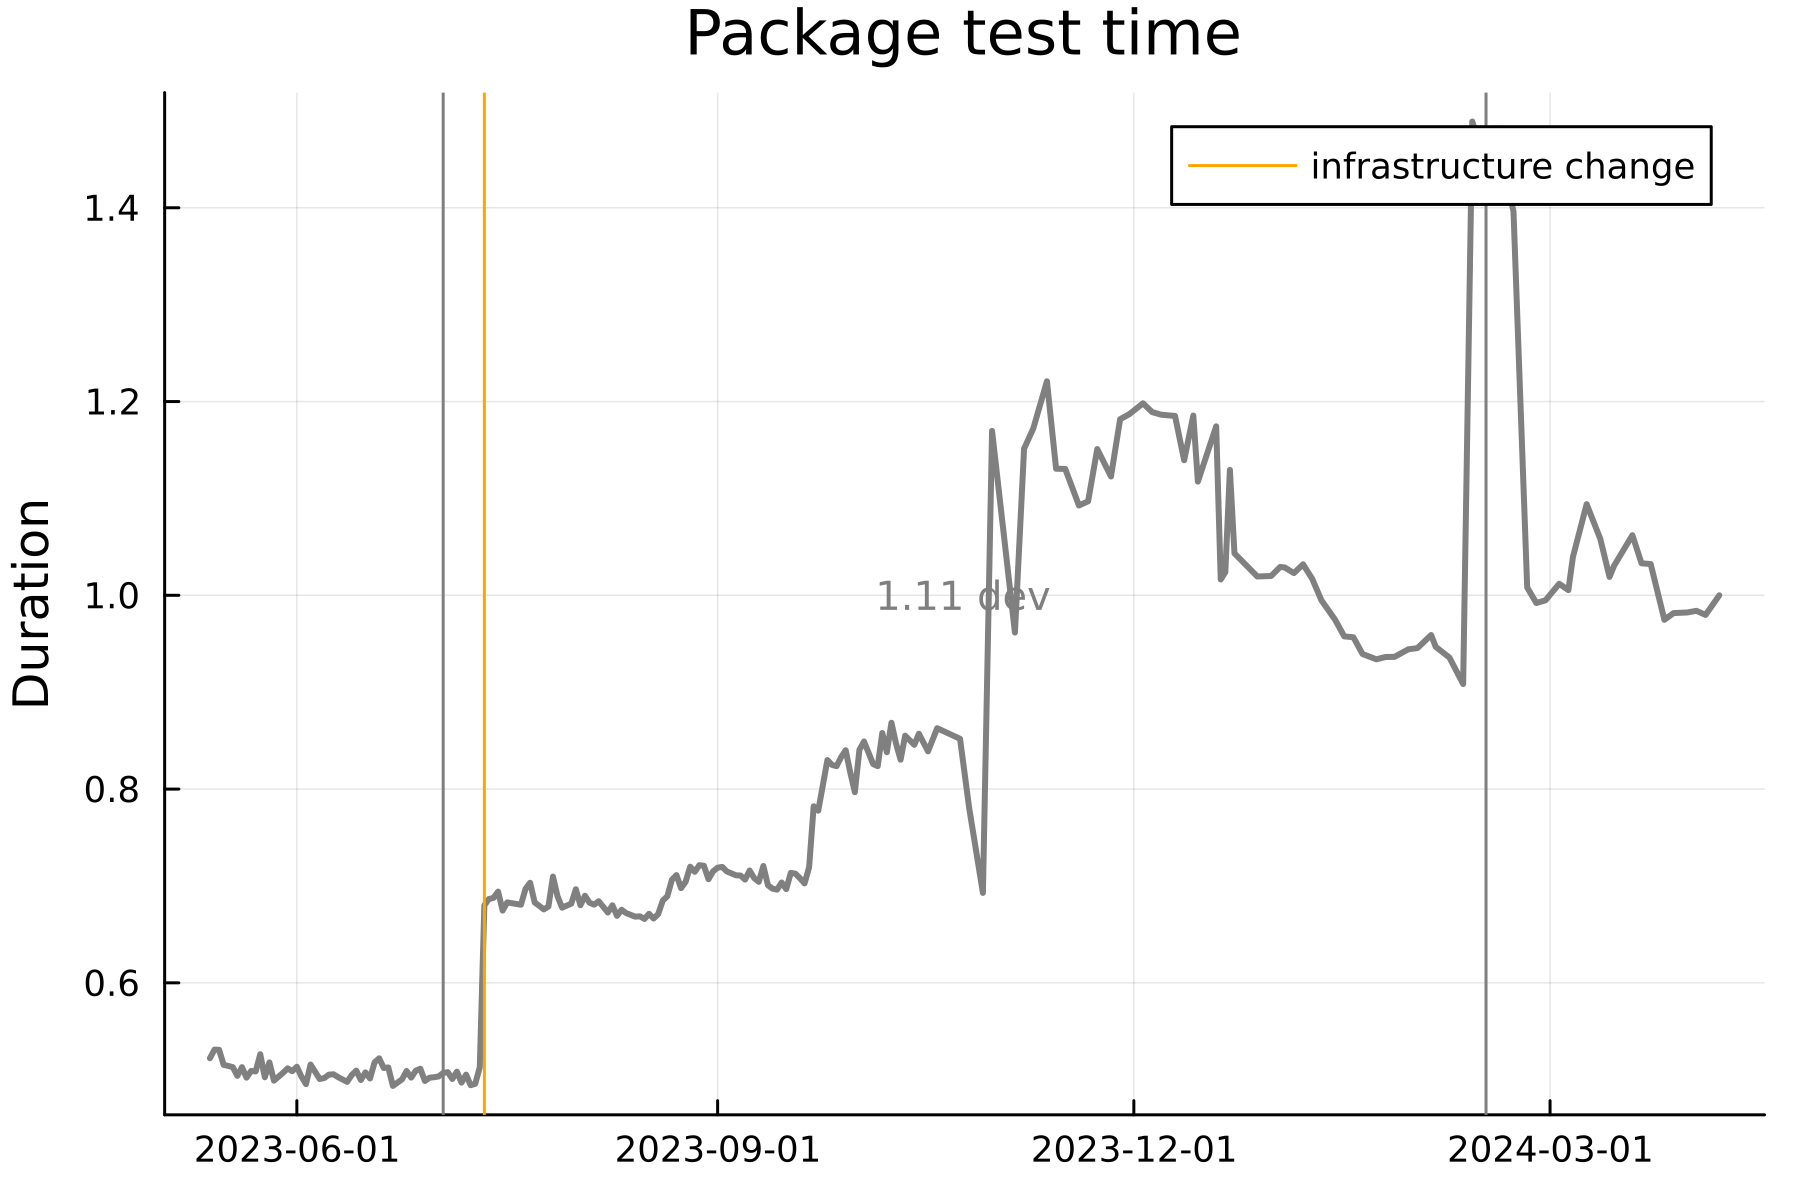 Package test time
infrastructure change
1.4
1.2
1.0
0.8
0.6
Duration
1.11 dev
2023-06-01
2023-09-01
2023-12-01
2024-03-01